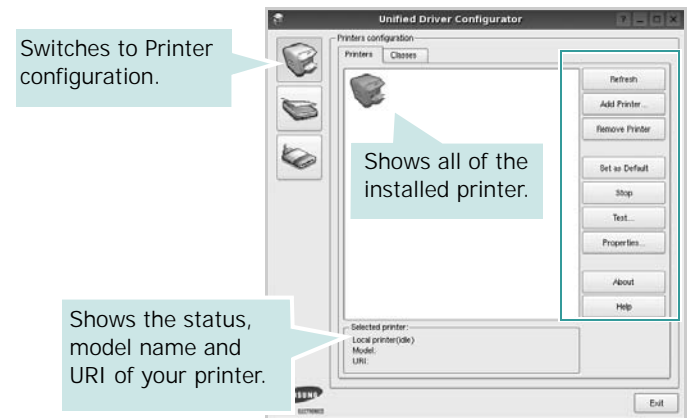 Unified Driver Configurator
Switches to Printer
configuration.
Printers configuration
Printers Classes
Refresh
Add Printer...
Remove Printer
Set as Default
Stop
Test...
Properties...
About
Help
Shows all of the
installed printer.
Shows the status,
model name and
URI of your printer.
Selected printer:
Local printer(idle)
Model:
URI:
ELECTRONICS
Exit